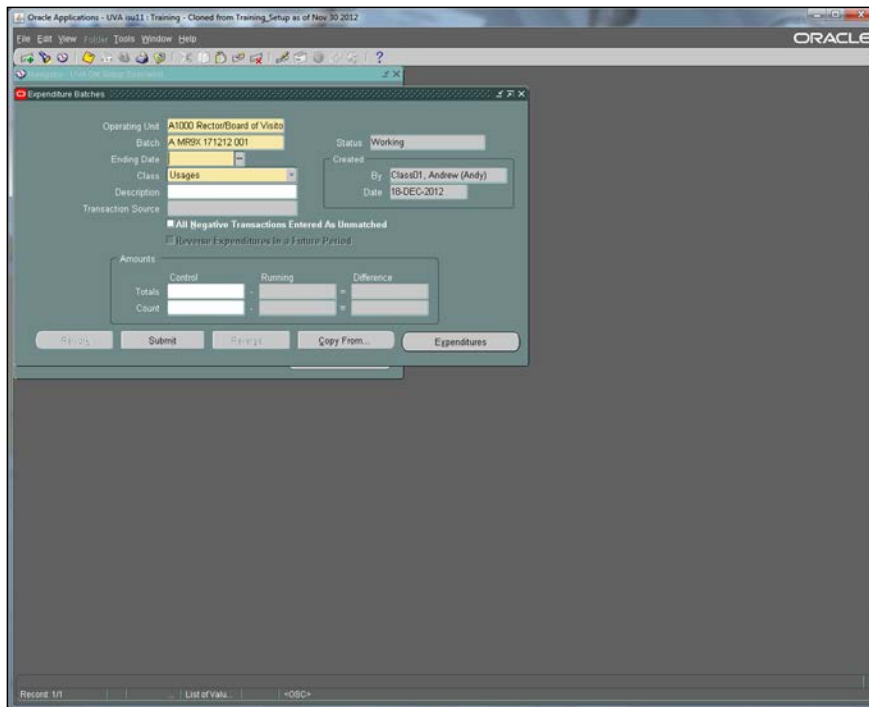 Oracle Applications - UVA isu11 : Training - Cloned from Training_Setup as of Nov 30 2012
File Edit View Folder Tools Window Help
ORACLE
Expenditure Batches
Operating Unit A1000 Rector/Board of Visito
Batch A MR9X 171212 001 Status Working
Ending Date Created
Class Usages By Class01, Andrew (Andy)
Description Date 18-DEC-2012
Transaction Source
All Negative Transactions Entered As Unmatched
Reverse Expenditures In a Future Period
Amounts
Control Running Difference
Totals - =
Count - =
Rework Submit Reverse Copy From... Expenditures
Record: 1/1 ... List of Valu... <OSC>